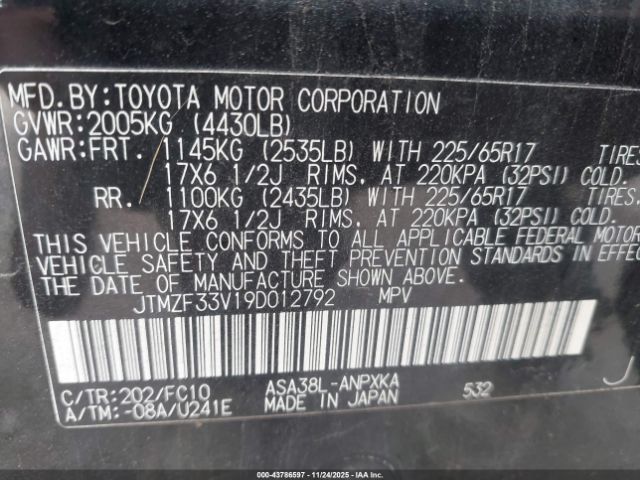 MFD.BY:TOYOTA MOTOR CORPORATION
GVWR:2005KG (4430LB)
GAWR:FRT. 1145KG (2535LB) WITH 225/65R17 TIRES
17X6 1/2J RIMS, AT 220KPA (32PSI) COLD.
RR. 1100KG (2435LB) WITH 225/65R17 TIRES,
17X6 1/2J RIMS, AT 220KPA (32PSI) COLD.
THIS VEHICLE CONFORMS TO ALL APPLICABLE FEDERAL MOTOR
VEHICLE SAFETY AND THEFT PREVENTION STANDARDS IN EFFEC
THE DATE OF MANUFACTURE SHOWN ABOVE.
JTMZF33V19D012792 MPV
C/TR:202/FC10 ASA38L-ANPXKA 532 J
A/TM:-08A/U241E MADE IN JAPAN
000-43786597 - 11/24/2025 - IAAI.COM